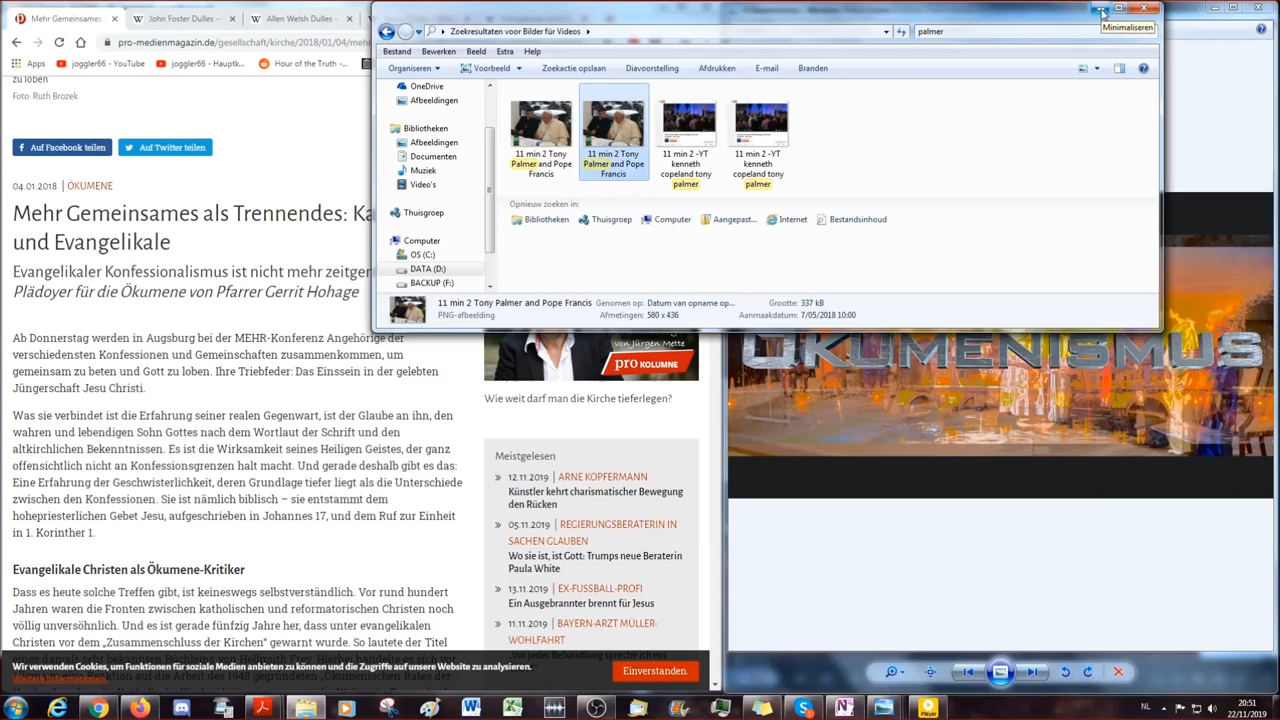 Mehr Gemeinsames
John Foster Dulles -
Allen Welsh Dulles -
pro-medienmagazin.de/gesellschaft/kirche/2018/01/04/meh
Apps
joggler66 - YouTube
joggler66 - Hauptk
Hour of the Truth -
zu loben
Foto: Ruth Brozek
Auf Facebook teilen
Auf Twitter teilen
04.01.2018 | ÖKUMENE
Mehr Gemeinsames als Trennendes: Ka
und Evangelikale
Evangelikaler Konfessionalismus ist nicht mehr zeitge
Plädoyer für die Ökumene von Pfarrer Gerrit Hohage
Ab Donnerstag werden in Augsburg bei der MEHR-Konferenz Angehörige der
verschiedensten Konfessionen und Gemeinschaften zusammenkommen, um
gemeinsam zu beten und Gott zu loben. Ihre Triebfeder: Das Einssein in der gelebten
Jüngerschaft Jesu Christi.
Was sie verbindet ist die Erfahrung seiner realen Gegenwart, ist der Glaube an ihn, den
wahren und lebendigen Sohn Gottes nach dem Wortlaut der Schrift und den
altkirchlichen Bekenntnissen. Es ist die Wirksamkeit seines Heiligen Geistes, der ganz
offensichtlich nicht an Konfessionsgrenzen halt macht. Und gerade deshalb gibt es das:
Eine Erfahrung der Geschwisterlichkeit, deren Grundlage tiefer liegt als die Unterschiede
zwischen den Konfessionen. Sie ist nämlich biblisch – sie entstammt dem
hohepriesterlichen Gebet Jesu, aufgeschrieben in Johannes 17, und dem Ruf zur Einheit
in 1. Korinther 1.
Evangelikale Christen als Ökumene-Kritiker
Dass es heute solche Treffen gibt, ist keineswegs selbstverständlich. Vor rund hundert
Jahren waren die Fronten zwischen katholischen und reformatorischen Christen noch
völlig unversöhnlich. Und es ist gerade fünfzig Jahre her, dass unter evangelikalen
Christen vor dem „Zusammenschluss der Kirchen“ gewarnt wurde. So lautete der Titel
Wir verwenden Cookies, um Funktionen für soziale Medien anbieten zu können und die Zugriffe auf unsere Website zu analysieren.
Weitere Informationen.
Einverstanden.
von Jürgen Mette
pro KOLUMNE
Wie weit darf man die Kirche tieferlegen?
Meistgelesen
12.11.2019 | ARNE KOPFERMANN
Künstler kehrt charismatischer Bewegung
den Rücken
05.11.2019 | REGIERUNGSBERATERIN IN
SACHEN GLAUBEN
Wo sie ist, ist Gott: Trumps neue Beraterin
Paula White
13.11.2019 | EX-FUSSBALL-PROFI
Ein Ausgebrannter brennt für Jesus
11.11.2019 | BAYERN-ARZT MÜLLER-
WOHLFAHRT
Zoekresultaten voor Bilder für Videos
palmer
Minimaliseren
Bestand
Bewerken
Beeld
Extra
Help
Organiseren
Voorbeeld
Zoekactie opslaan
Diavoorstelling
Afdrukken
E-mail
Branden
OneDrive
Afbeeldingen
Bibliotheken
Afbeeldingen
Documenten
Muziek
Video's
Thuisgroep
Computer
OS (C:)
DATA (D:)
BACKUP (F:)
11 min 2 Tony
Palmer and Pope
Francis
11 min 2 Tony
Palmer and Pope
Francis
11 min 2 -YT
kenneth
copeland tony
palmer
11 min 2 -YT
kenneth
copeland tony
palmer
Opnieuw zoeken in:
Bibliotheken
Thuisgroep
Computer
Aangepast...
Internet
Bestandsinhoud
11 min 2 Tony Palmer and Pope Francis
Genomen op: Datum van opname op...
Grootte: 337 kB
PNG-afbeelding
Afmetingen: 580 x 436
Aanmaakdatum: 7/05/2018 10:00
ÖKUMENISMUS
NL
20:51
22/11/2019